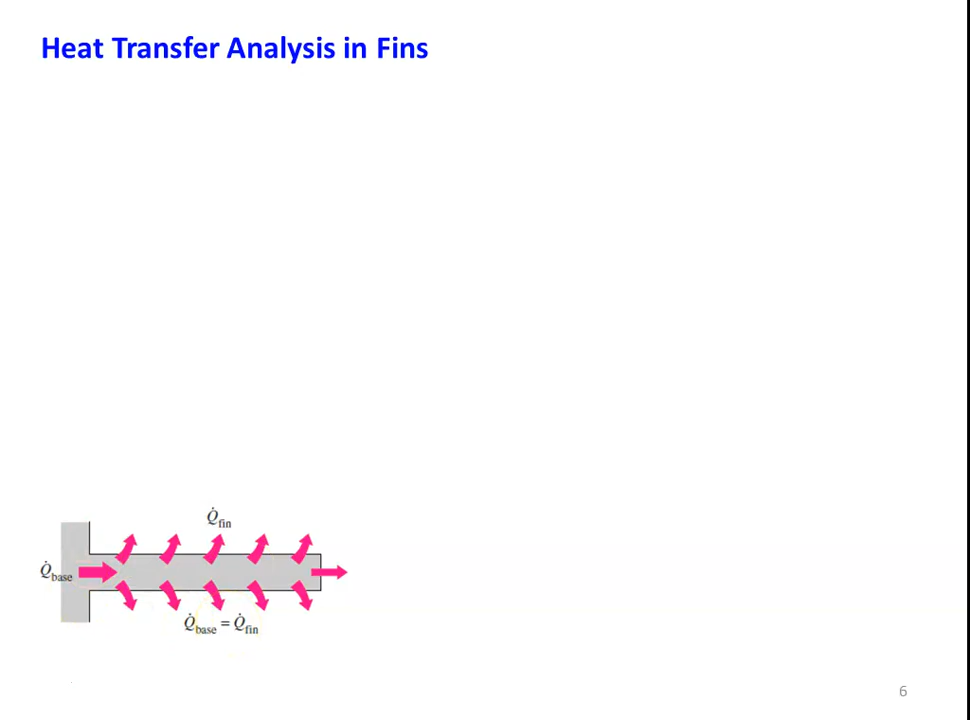 Heat Transfer Analysis in Fins
Q̇fin
Q̇base
Q̇base = Q̇fin
6